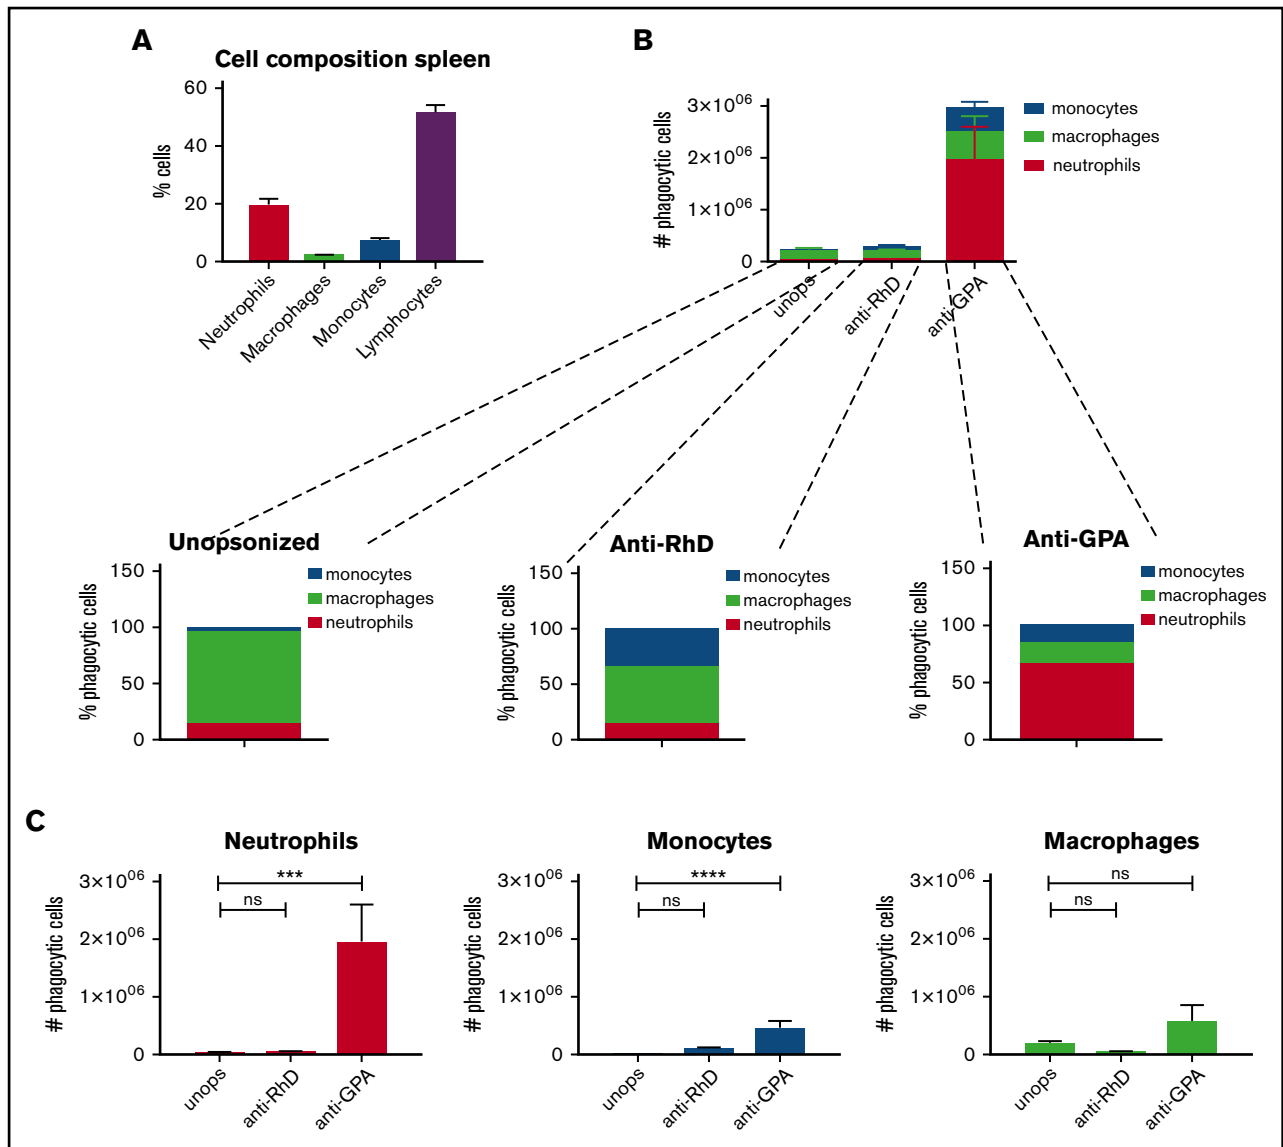 A
Cell composition spleen
% cells
60
40
20
0
Neutrophils
Macrophages
Monocytes
Lymphocytes
B
# phagocytic cells
3×10⁰⁶
2×10⁰⁶
1×10⁰⁶
0
unops
anti-RhD
anti-GPA
monocytes
macrophages
neutrophils
Unopsonized
% phagocytic cells
150
100
50
0
monocytes
macrophages
neutrophils
Anti-RhD
% phagocytic cells
150
100
50
0
monocytes
macrophages
neutrophils
Anti-GPA
% phagocytic cells
150
100
50
0
monocytes
macrophages
neutrophils
C
Neutrophils
# phagocytic cells
3×10⁰⁶
2×10⁰⁶
1×10⁰⁶
0
***
ns
unops
anti-RhD
anti-GPA
Monocytes
# phagocytic cells
3×10⁰⁶
2×10⁰⁶
1×10⁰⁶
0
****
ns
unops
anti-RhD
anti-GPA
Macrophages
# phagocytic cells
3×10⁰⁶
2×10⁰⁶
1×10⁰⁶
0
ns
ns
unops
anti-RhD
anti-GPA